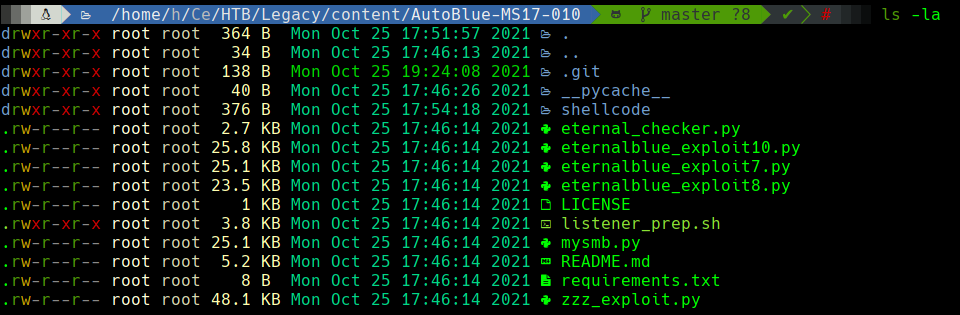 /home/h/Ce/HTB/Legacy/content/AutoBlue-MS17-010 master ?8 ✔ # ls -la
drwxr-xr-x root root 364 B Mon Oct 25 17:51:57 2021 .
drwxr-xr-x root root 34 B Mon Oct 25 17:46:13 2021 ..
drwxr-xr-x root root 138 B Mon Oct 25 19:24:08 2021 .git
drwxr-xr-x root root 40 B Mon Oct 25 17:46:26 2021 __pycache__
drwxr-xr-x root root 376 B Mon Oct 25 17:54:18 2021 shellcode
.rw-r--r-- root root 2.7 KB Mon Oct 25 17:46:14 2021 eternal_checker.py
.rw-r--r-- root root 25.8 KB Mon Oct 25 17:46:14 2021 eternalblue_exploit10.py
.rw-r--r-- root root 25.1 KB Mon Oct 25 17:46:14 2021 eternalblue_exploit7.py
.rw-r--r-- root root 23.5 KB Mon Oct 25 17:46:14 2021 eternalblue_exploit8.py
.rw-r--r-- root root 1 KB Mon Oct 25 17:46:14 2021 LICENSE
.rwxr-xr-x root root 3.8 KB Mon Oct 25 17:46:14 2021 listener_prep.sh
.rw-r--r-- root root 25.1 KB Mon Oct 25 17:46:14 2021 mysmb.py
.rw-r--r-- root root 5.2 KB Mon Oct 25 17:46:14 2021 README.md
.rw-r--r-- root root 8 B Mon Oct 25 17:46:14 2021 requirements.txt
.rw-r--r-- root root 48.1 KB Mon Oct 25 17:46:14 2021 zzz_exploit.py